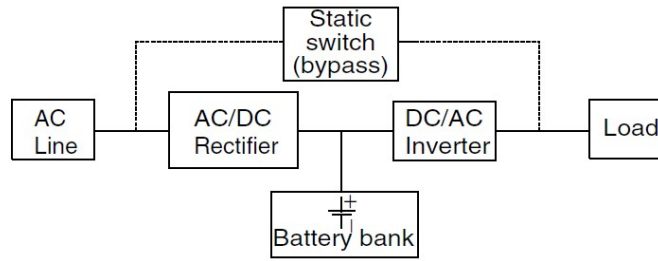 Static
switch
(bypass)
AC
Line
AC/DC
Rectifier
DC/AC
Inverter
Load
+
Battery bank